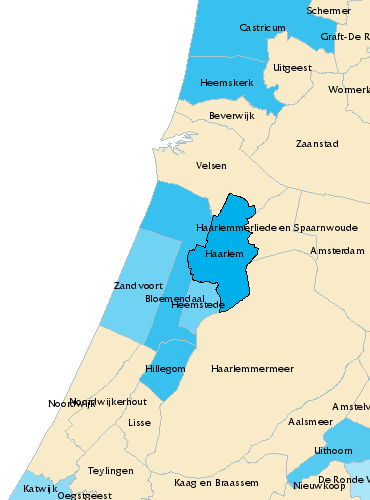 Schermer
Castricum
Graft-De R
Uitgeest
Heemskerk
Wormerla
Beverwijk
Zaanstad
Velsen
Haarlemmerliede en Spaarnwoude
Amsterdam
Haarlem
Zandvoort
Bloemendaal
Heemstede
Hillegom
Haarlemmermeer
Noordwijkerhout
Noordwijk
Amstelv
Lisse
Aalsmeer
Uithoorn
Teylingen
De Ronde V
Kaag en Braassem
Nieuwkoop
Katwijk
Oegstgeest